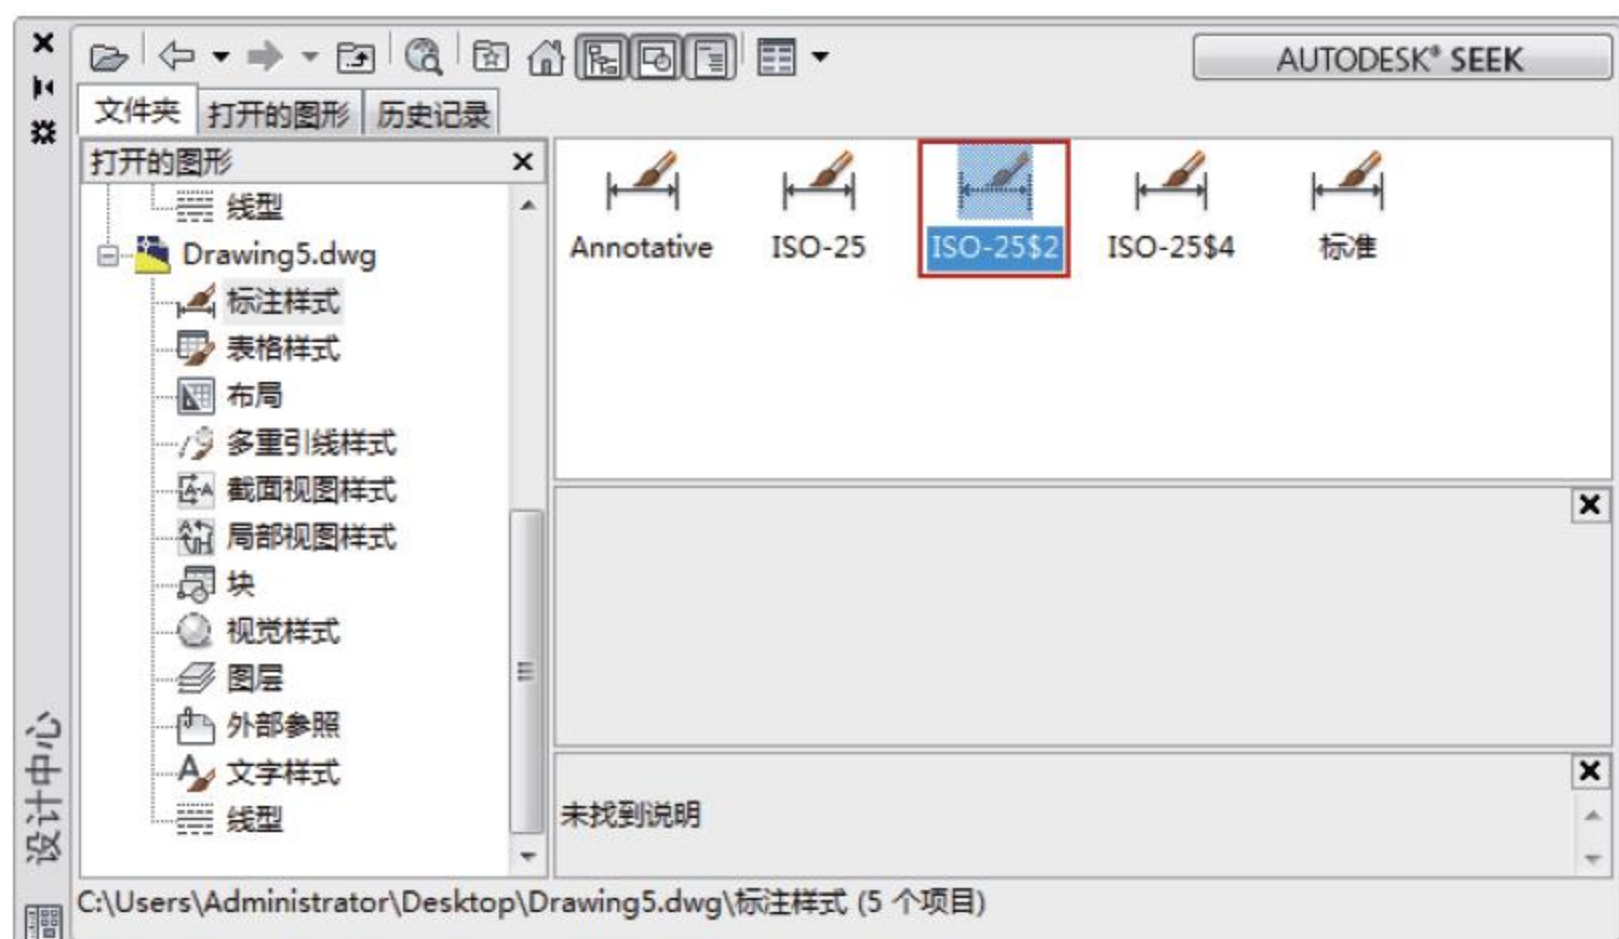 AUTODESK® SEEK
文件夹 打开的图形 历史记录
打开的图形
线型
Drawing5.dwg
标注样式
表格样式
布局
多重引线样式
截面视图样式
局部视图样式
块
视觉样式
图层
外部参照
文字样式
线型
Annotative ISO-25 ISO-25$2 ISO-25$4 标准
未找到说明
设计中心
C:\Users\Administrator\Desktop\Drawing5.dwg\标注样式 (5 个项目)